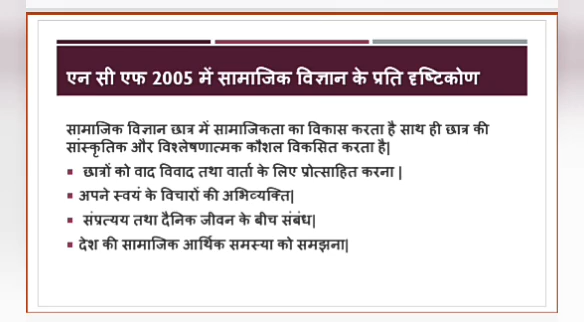 एन सी एफ 2005 में सामाजिक विज्ञान के प्रति दृष्टिकोण
सामाजिक विज्ञान छात्र में सामाजिकता का विकास करता है साथ ही छात्र की
सांस्कृतिक और विश्लेषणात्मक कौशल विकसित करता है|
▪ छात्रों को वाद विवाद तथा वार्ता के लिए प्रोत्साहित करना |
▪ अपने स्वयं के विचारों की अभिव्यक्ति|
▪ संप्रत्यय तथा दैनिक जीवन के बीच संबंध|
▪ देश की सामाजिक आर्थिक समस्या को समझना|